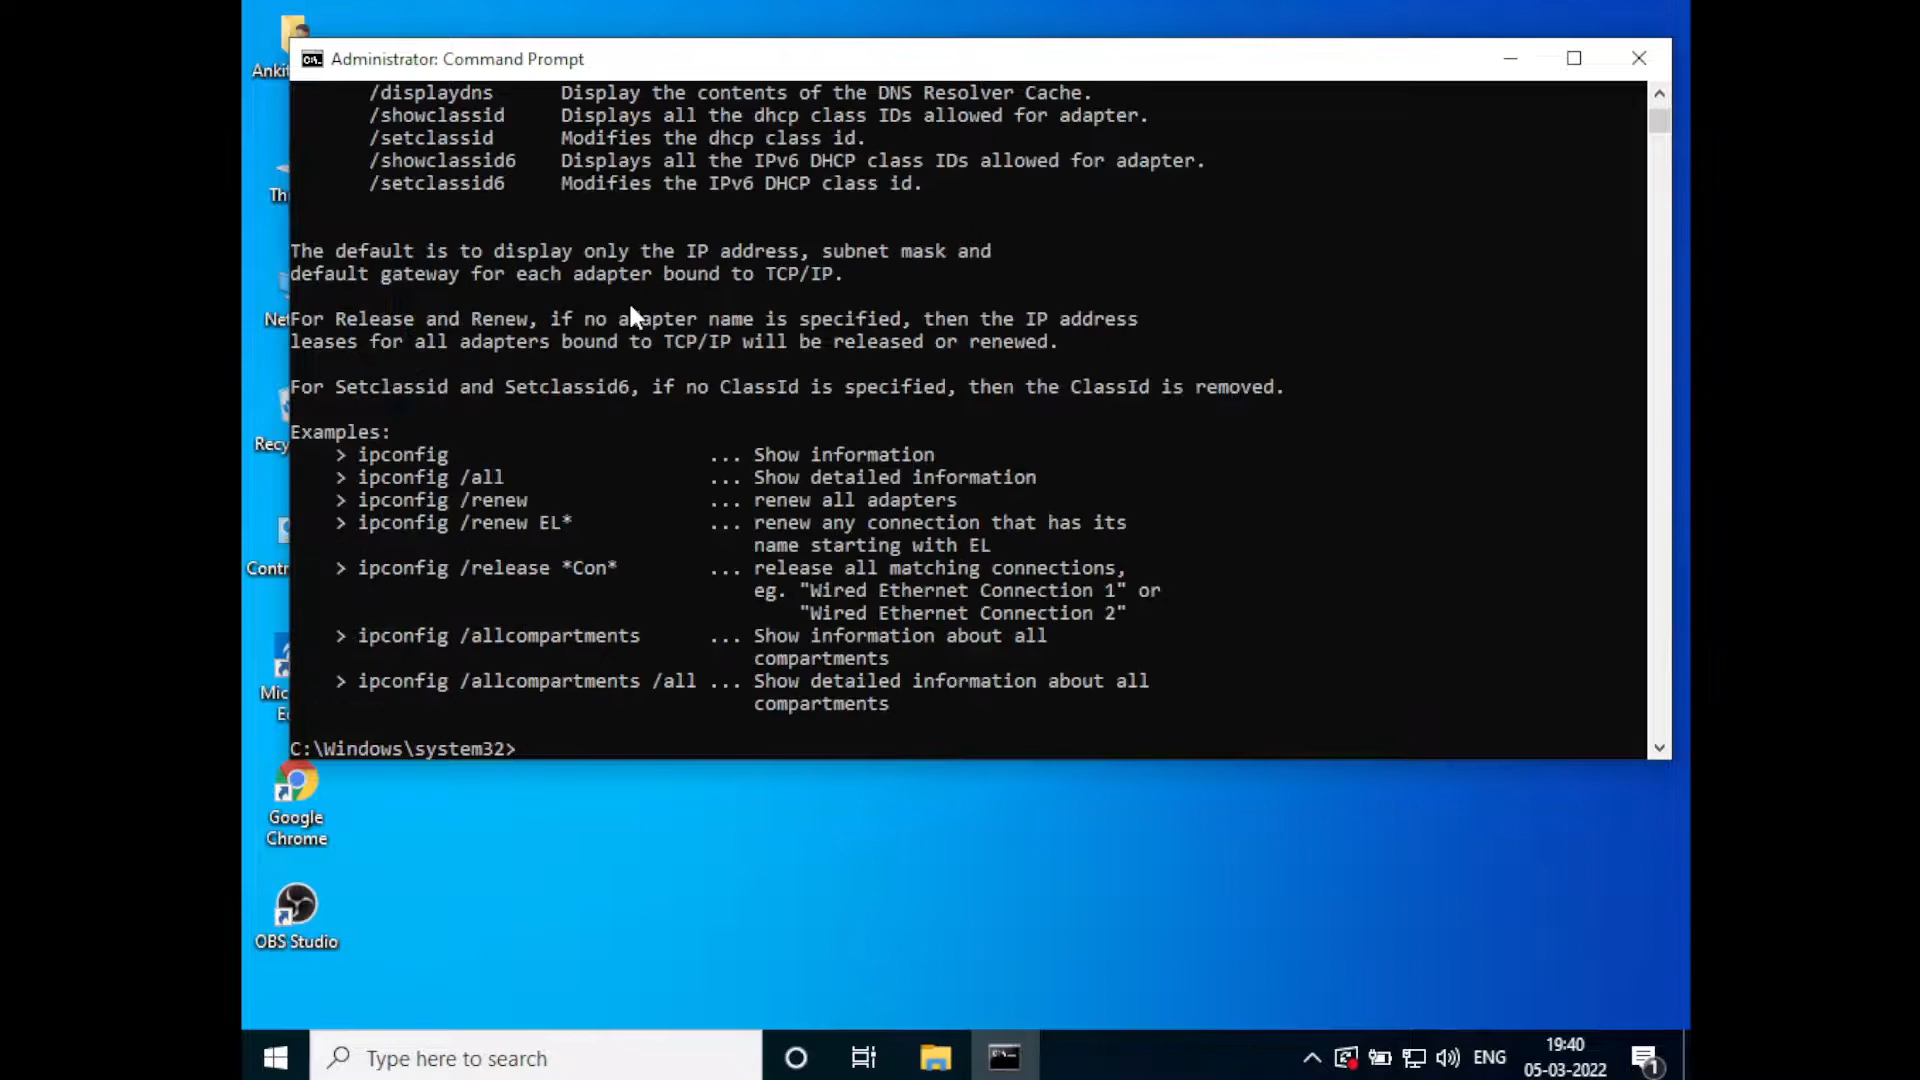 Administrator: Command Prompt
/displaydns Display the contents of the DNS Resolver Cache.
/showclassid Displays all the dhcp class IDs allowed for adapter.
/setclassid Modifies the dhcp class id.
/showclassid6 Displays all the IPv6 DHCP class IDs allowed for adapter.
/setclassid6 Modifies the IPv6 DHCP class id.
The default is to display only the IP address, subnet mask and
default gateway for each adapter bound to TCP/IP.
For Release and Renew, if no adapter name is specified, then the IP address
leases for all adapters bound to TCP/IP will be released or renewed.
For Setclassid and Setclassid6, if no ClassId is specified, then the ClassId is removed.
Examples:
> ipconfig ... Show information
> ipconfig /all ... Show detailed information
> ipconfig /renew ... renew all adapters
> ipconfig /renew EL* ... renew any connection that has its
name starting with EL
> ipconfig /release *Con* ... release all matching connections,
eg. "Wired Ethernet Connection 1" or
"Wired Ethernet Connection 2"
> ipconfig /allcompartments ... Show information about all
compartments
> ipconfig /allcompartments /all ... Show detailed information about all
compartments
C:\Windows\system32>
Ankit
Th
Net
Recy
Contr
Mic
Ed
Google
Chrome
OBS Studio
Type here to search
ENG
19:40
05-03-2022
1